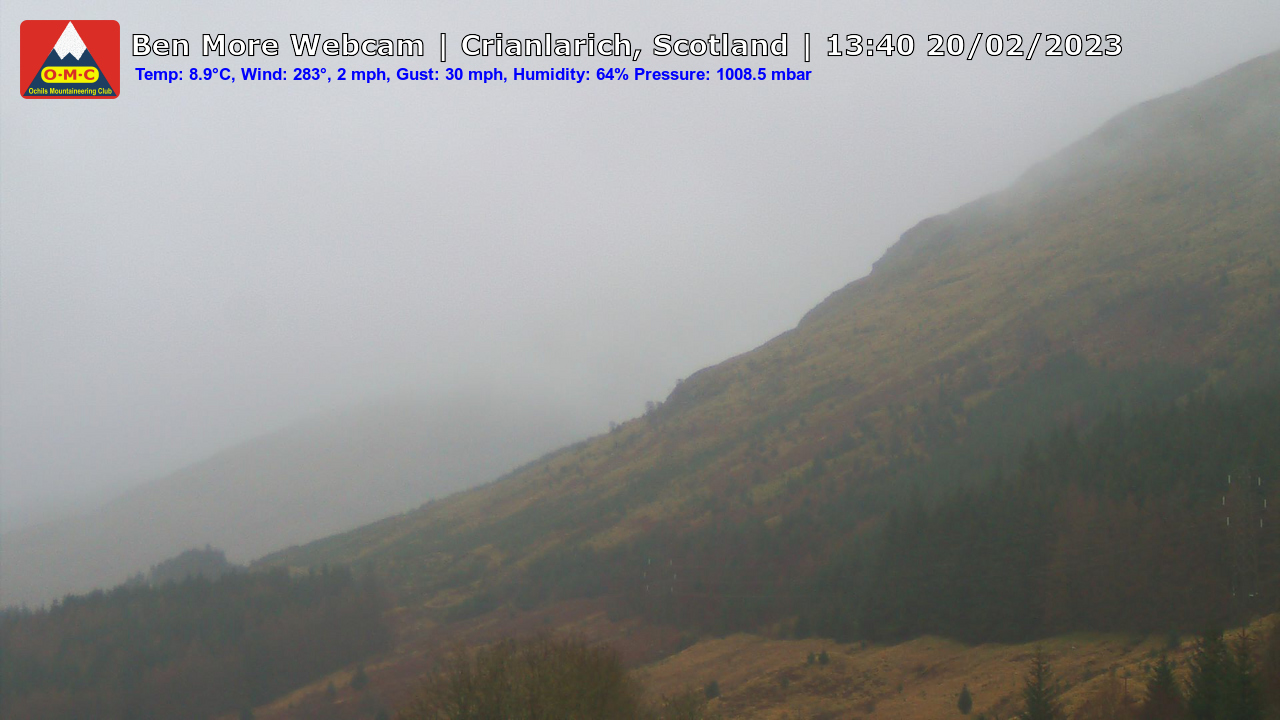 Ben More Webcam | Crianlarich, Scotland | 13:40 20/02/2023
Temp: 8.9°C, Wind: 283°, 2 mph, Gust: 30 mph, Humidity: 64% Pressure: 1008.5 mbar
O-M-C
Ochils Mountaineering Club